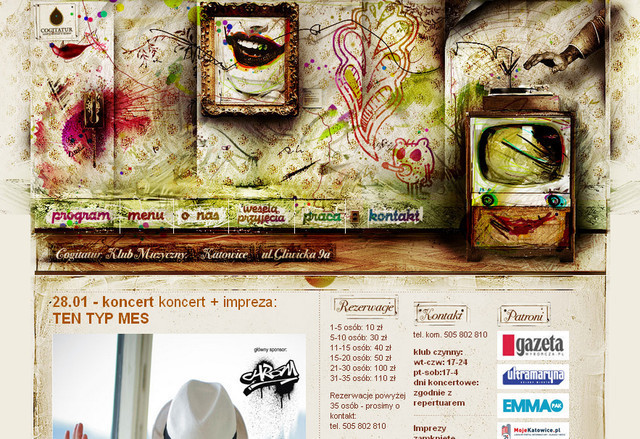 COGITATUR
program menu o nas wesela przyjęcia praca kontakt
Cogitatur, Klub Muzyczny. Katowice ul.Gliwicka 9a
28.01 - koncert koncert + impreza:
TEN TYP MES
główny sponsor:
Rezerwacje
1-5 osób: 10 zł
5-10 osób: 30 zł
11-15 osób: 40 zł
15-20 osób: 50 zł
21-30 osób: 100 zł
31-35 osób: 110 zł
Rezerwacje powyżej
35 osób - prosimy o
kontakt:
tel. 505 802 810
Kontakt
tel. kom. 505 802 810
klub czynny:
wt-czw: 17-24
pt-sob:17-4
dni koncertowe:
zgodnie z
repertuarem
Imprezy
zamknięte
Patroni
gazeta
WYBORCZA.PL
ultramaryna
EMMA
MojeKatowice.pl